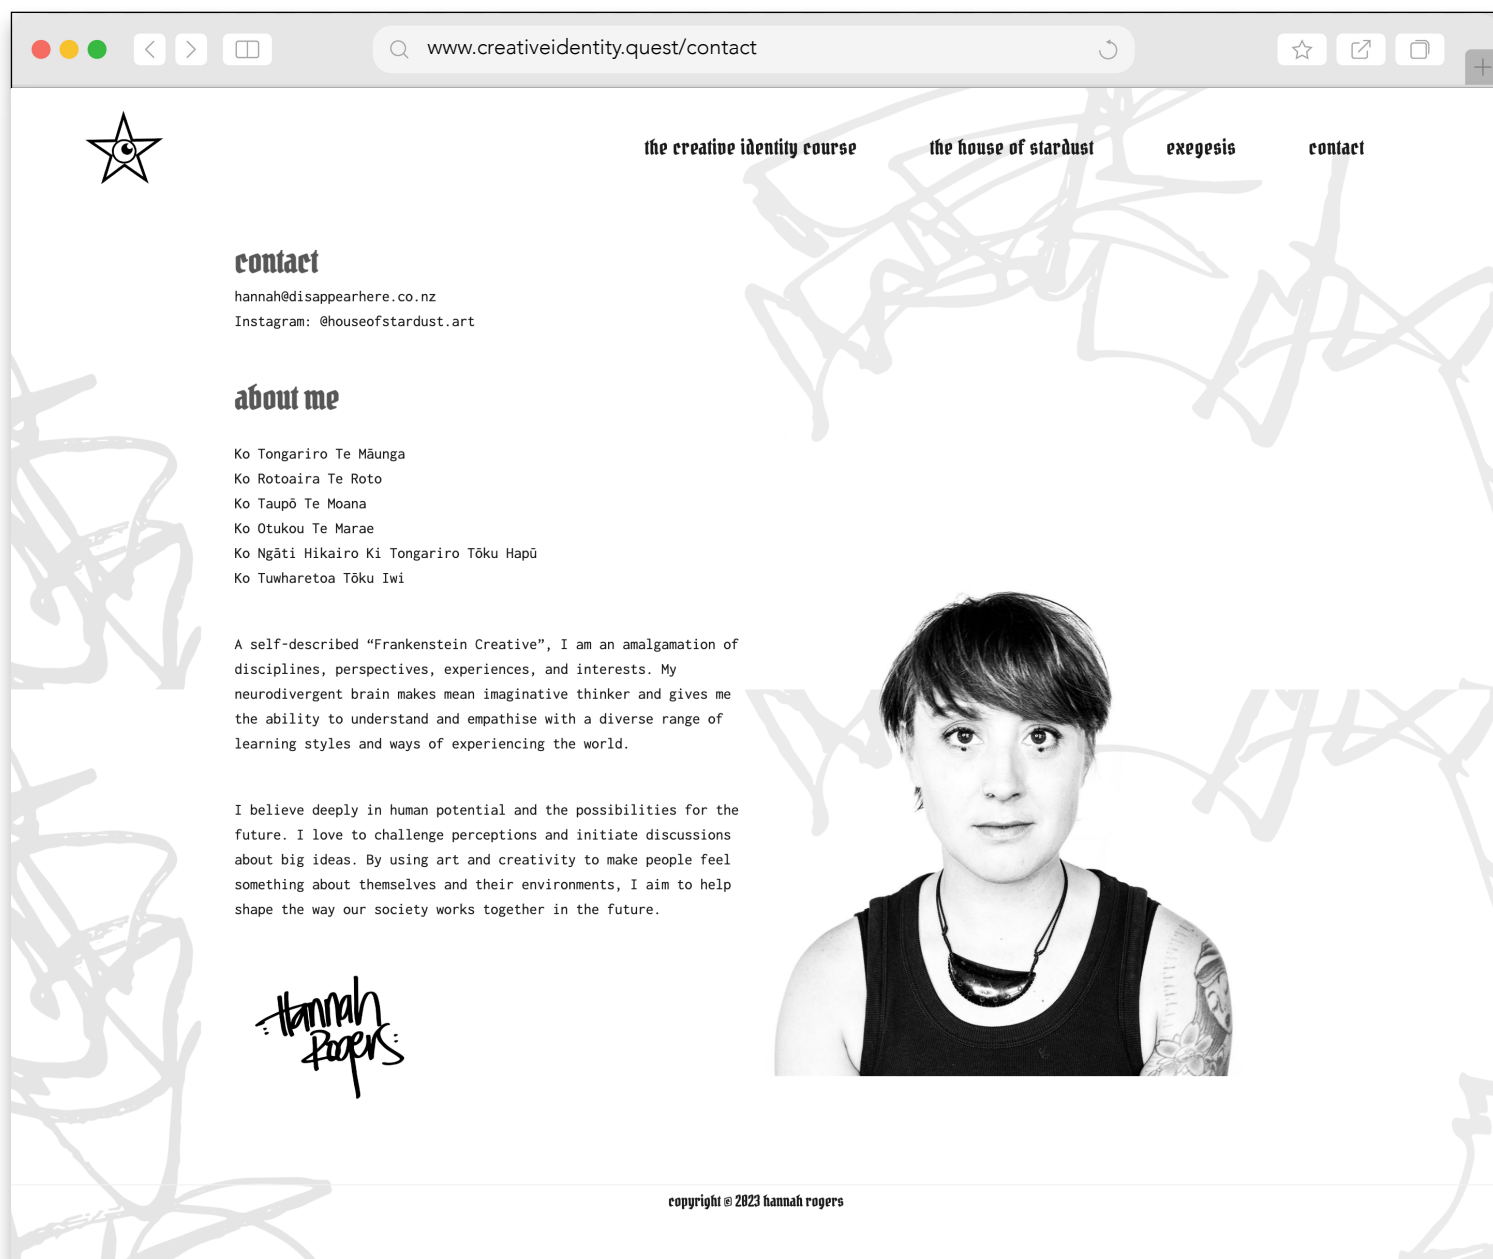 www.creativeidentity.quest/contact
the creative identity course
the house of stardust
exegesis
contact
contact
hannah@disappearhere.co.nz
Instagram: @houseofstardust.art
about me
Ko Tongariro Te Māunga
Ko Rotoaira Te Roto
Ko Taupō Te Moana
Ko Otukou Te Marae
Ko Ngāti Hikairo Ki Tongariro Tōku Hapū
Ko Tuwharetoa Tōku Iwi
A self-described “Frankenstein Creative”, I am an amalgamation of
disciplines, perspectives, experiences, and interests. My
neurodivergent brain makes mean imaginative thinker and gives me
the ability to understand and empathise with a diverse range of
learning styles and ways of experiencing the world.
I believe deeply in human potential and the possibilities for the
future. I love to challenge perceptions and initiate discussions
about big ideas. By using art and creativity to make people feel
something about themselves and their environments, I aim to help
shape the way our society works together in the future.
Hannah
Rogers
copyright © 2023 hannah rogers